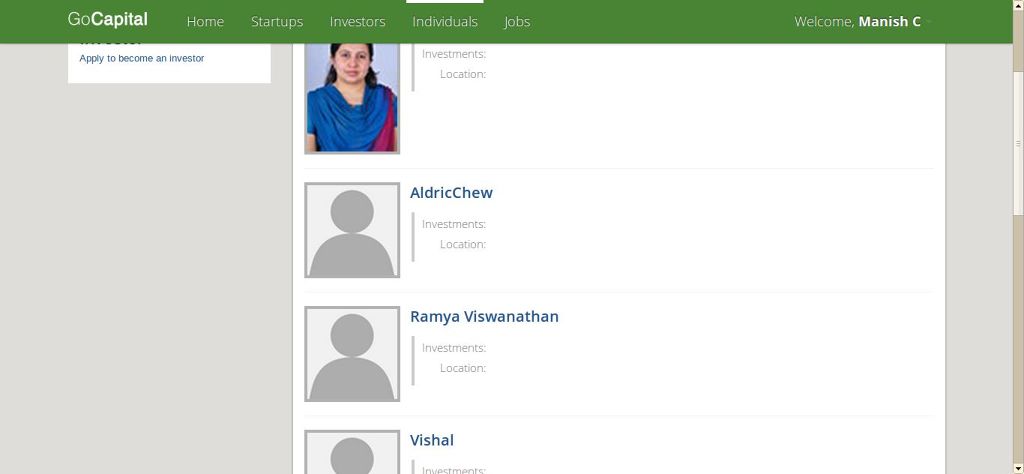 GoCapital Home Startups Investors Individuals Jobs Welcome, Manish C
Apply to become an investor
Investments:
Location:
AldricChew
Investments:
Location:
Ramya Viswanathan
Investments:
Location:
Vishal
Investments: